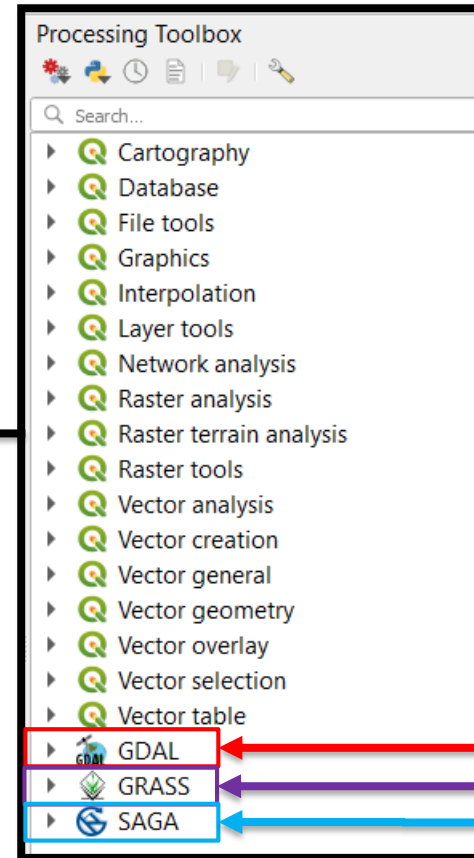 Processing Toolbox
Search...
Cartography
Database
File tools
Graphics
Interpolation
Layer tools
Network analysis
Raster analysis
Raster terrain analysis
Raster tools
Vector analysis
Vector creation
Vector general
Vector geometry
Vector overlay
Vector selection
Vector table
GDAL GDAL
GRASS
SAGA